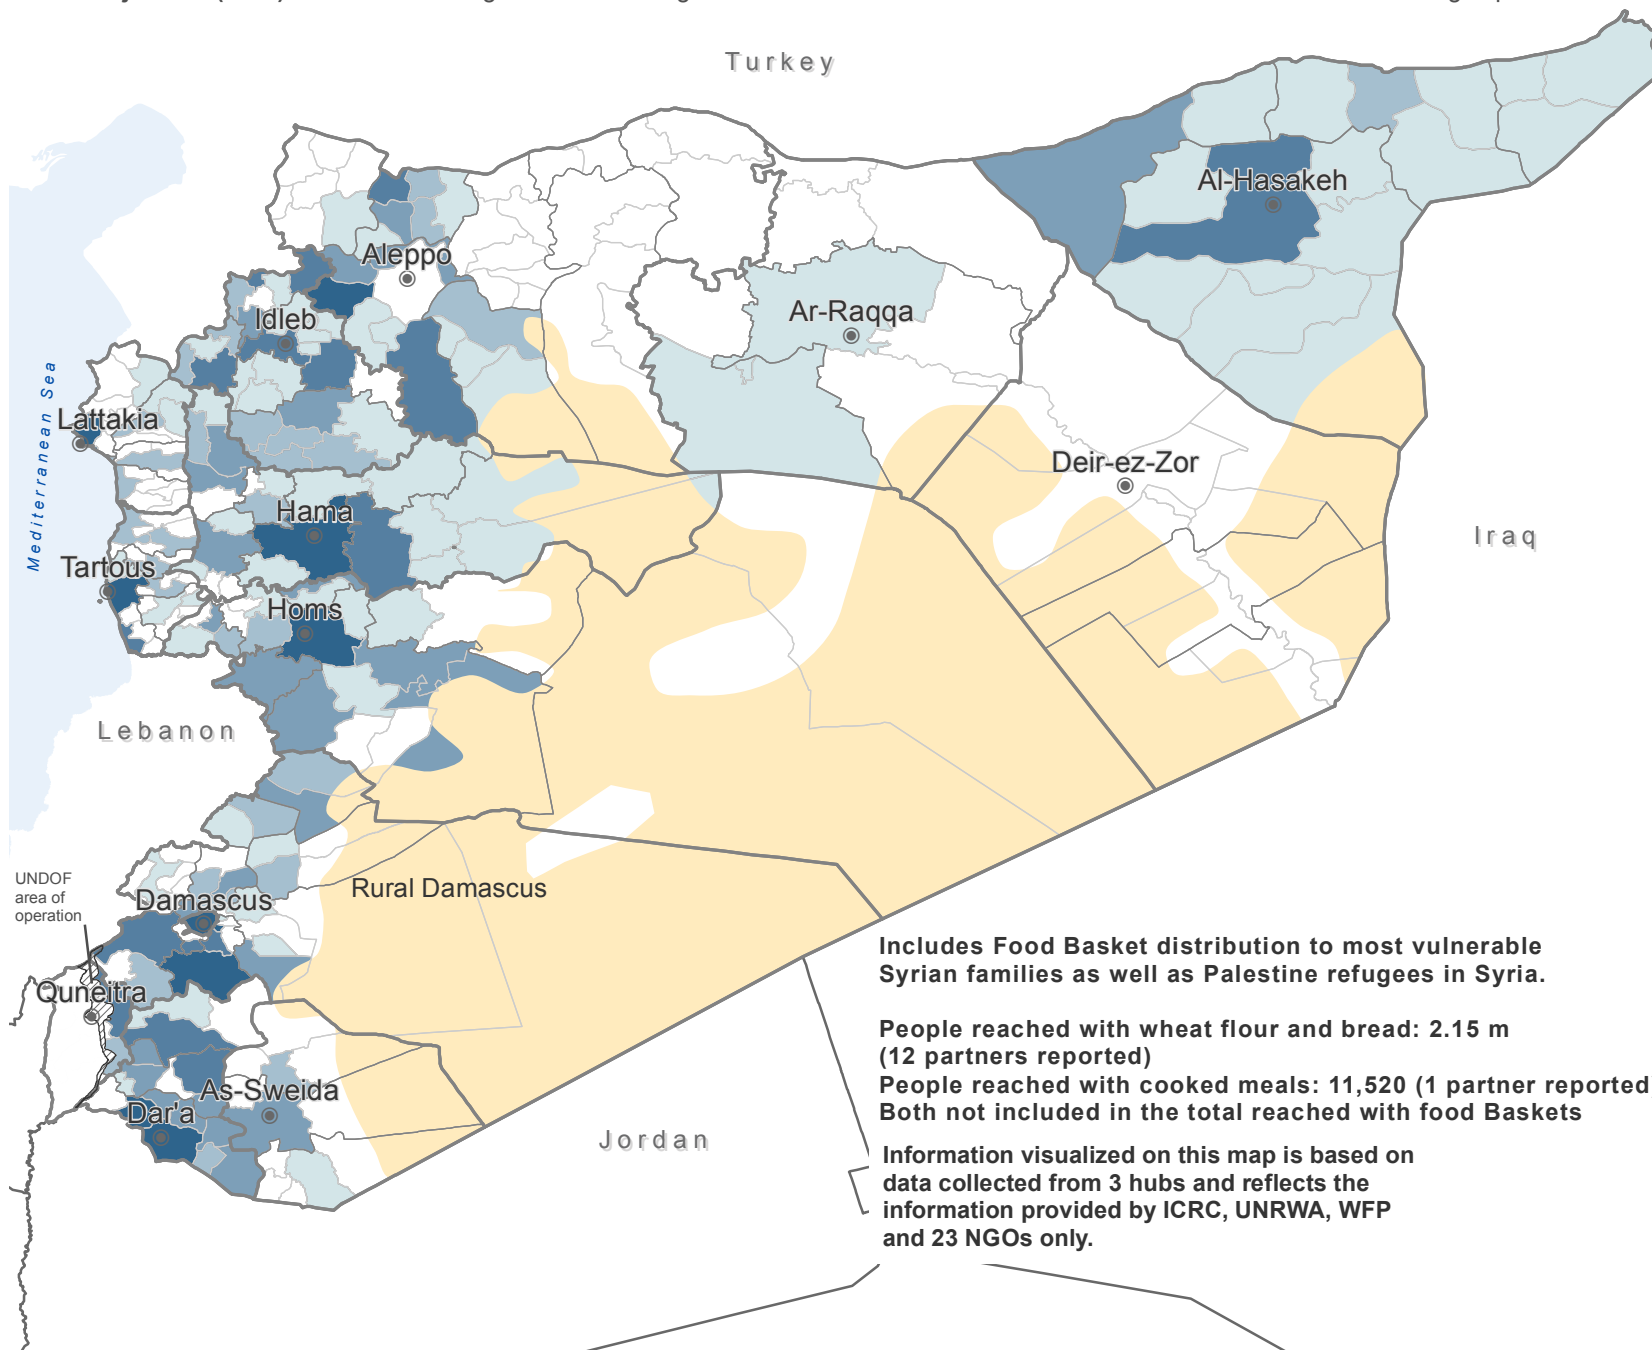 Turkey
Al-Hasakeh
Aleppo
Idleb
Ar-Raqqa
Mediterranean Sea
Lattakia
Deir-ez-Zor
Hama
Iraq
Tartous
Homs
Lebanon
UNDOF
area of
operation
Rural Damascus
Damascus
Quneitra
As-Sweida
Dar'a
Jordan
Includes Food Basket distribution to most vulnerable
Syrian families as well as Palestine refugees in Syria.
People reached with wheat flour and bread: 2.15 m
(12 partners reported)
People reached with cooked meals: 11,520 (1 partner reported
Both not included in the total reached with food Baskets
Information visualized on this map is based on
data collected from 3 hubs and reflects the
information provided by ICRC, UNRWA, WFP
and 23 NGOs only.